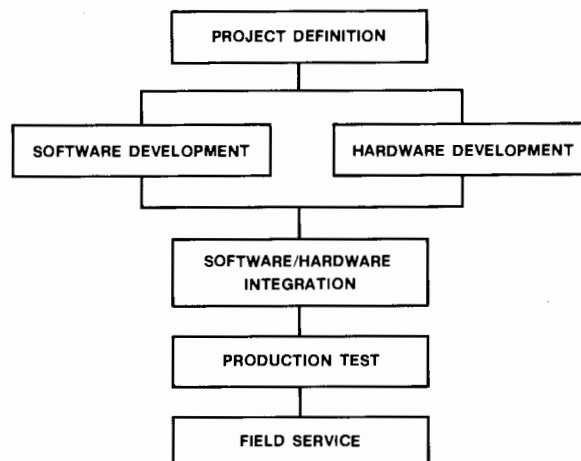 PROJECT DEFINITION
SOFTWARE DEVELOPMENT
HARDWARE DEVELOPMENT
SOFTWARE/HARDWARE
INTEGRATION
PRODUCTION TEST
FIELD SERVICE